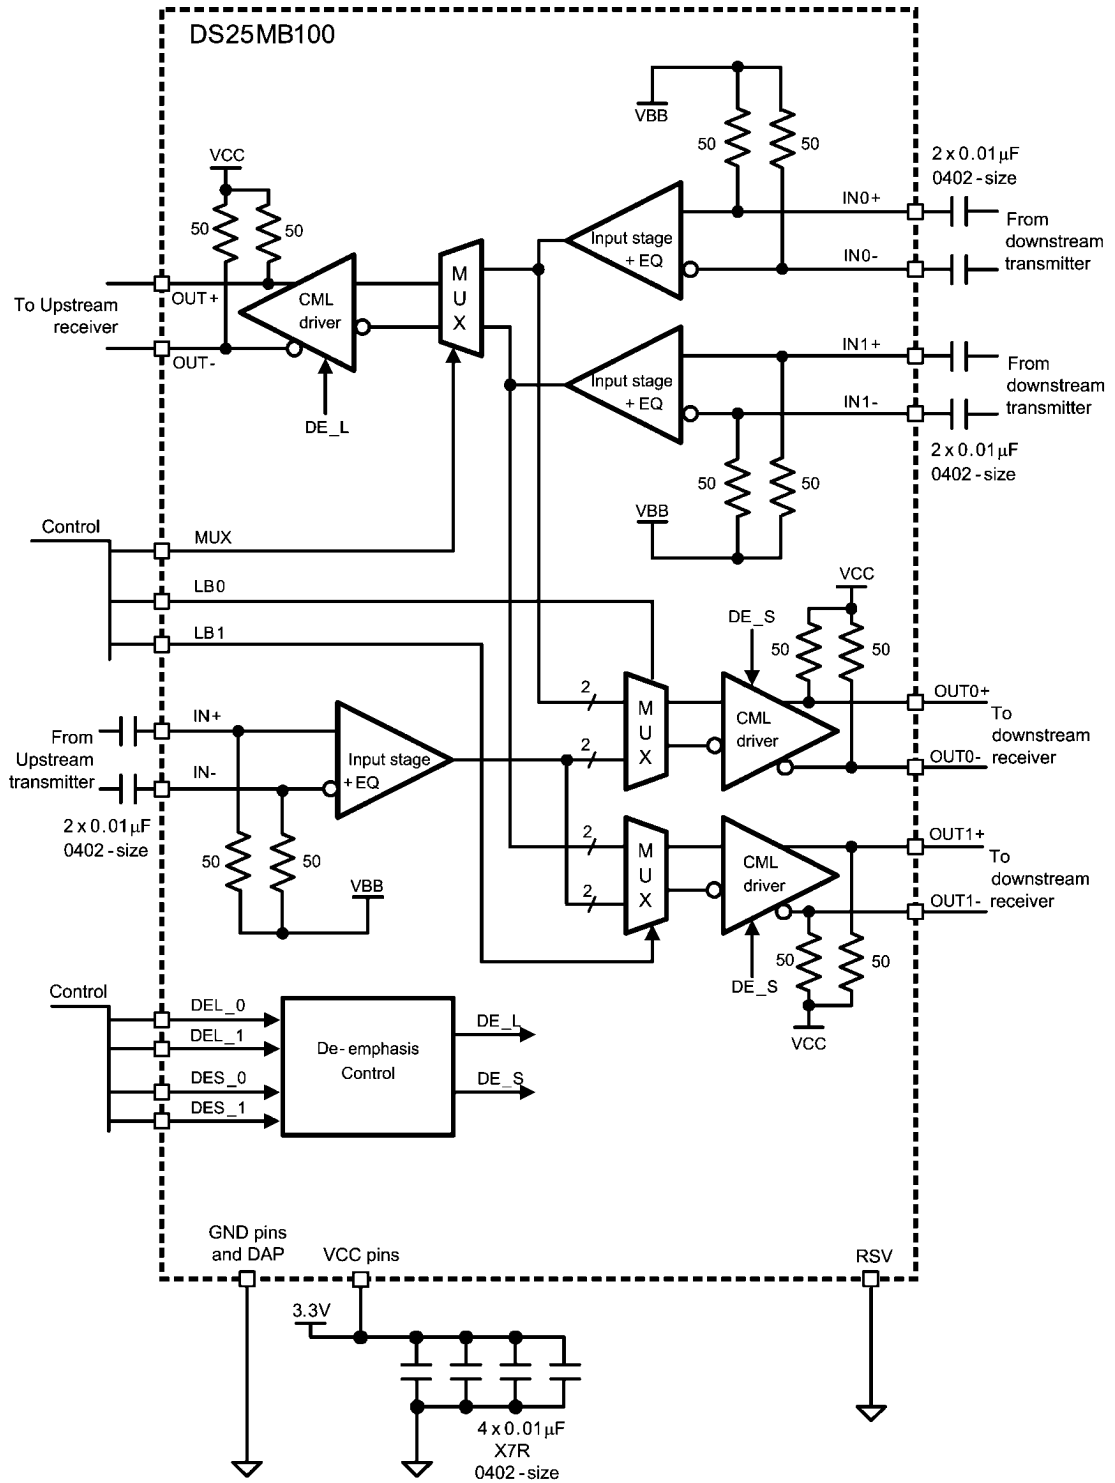 DS25MB100
VBB
50
50
2 x 0.01µF
0402-size
VCC
50
50
Input stage
+ EQ
IN0+
IN0-
From
downstream
transmitter
To Upstream
receiver
OUT+
OUT-
CML
driver
DE_L
M
U
X
Input stage
+ EQ
IN1+
IN1-
From
downstream
transmitter
2 x 0.01µF
0402-size
50
50
VBB
Control
MUX
LB0
LB1
VCC
DE_S
50
50
2
2
M
U
X
CML
driver
OUT0+
OUT0-
To
downstream
receiver
From
Upstream
transmitter
IN+
IN-
Input stage
+EQ
2 x 0.01µF
0402-size
50
50
VBB
2
2
M
U
X
CML
driver
OUT1+
OUT1-
To
downstream
receiver
DE_S
50
50
VCC
Control
DEL_0
DEL_1
DES_0
DES_1
De-emphasis
Control
DE_L
DE_S
GND pins
and DAP
VCC pins
RSV
3.3V
4 x 0.01µF
X7R
0402-size